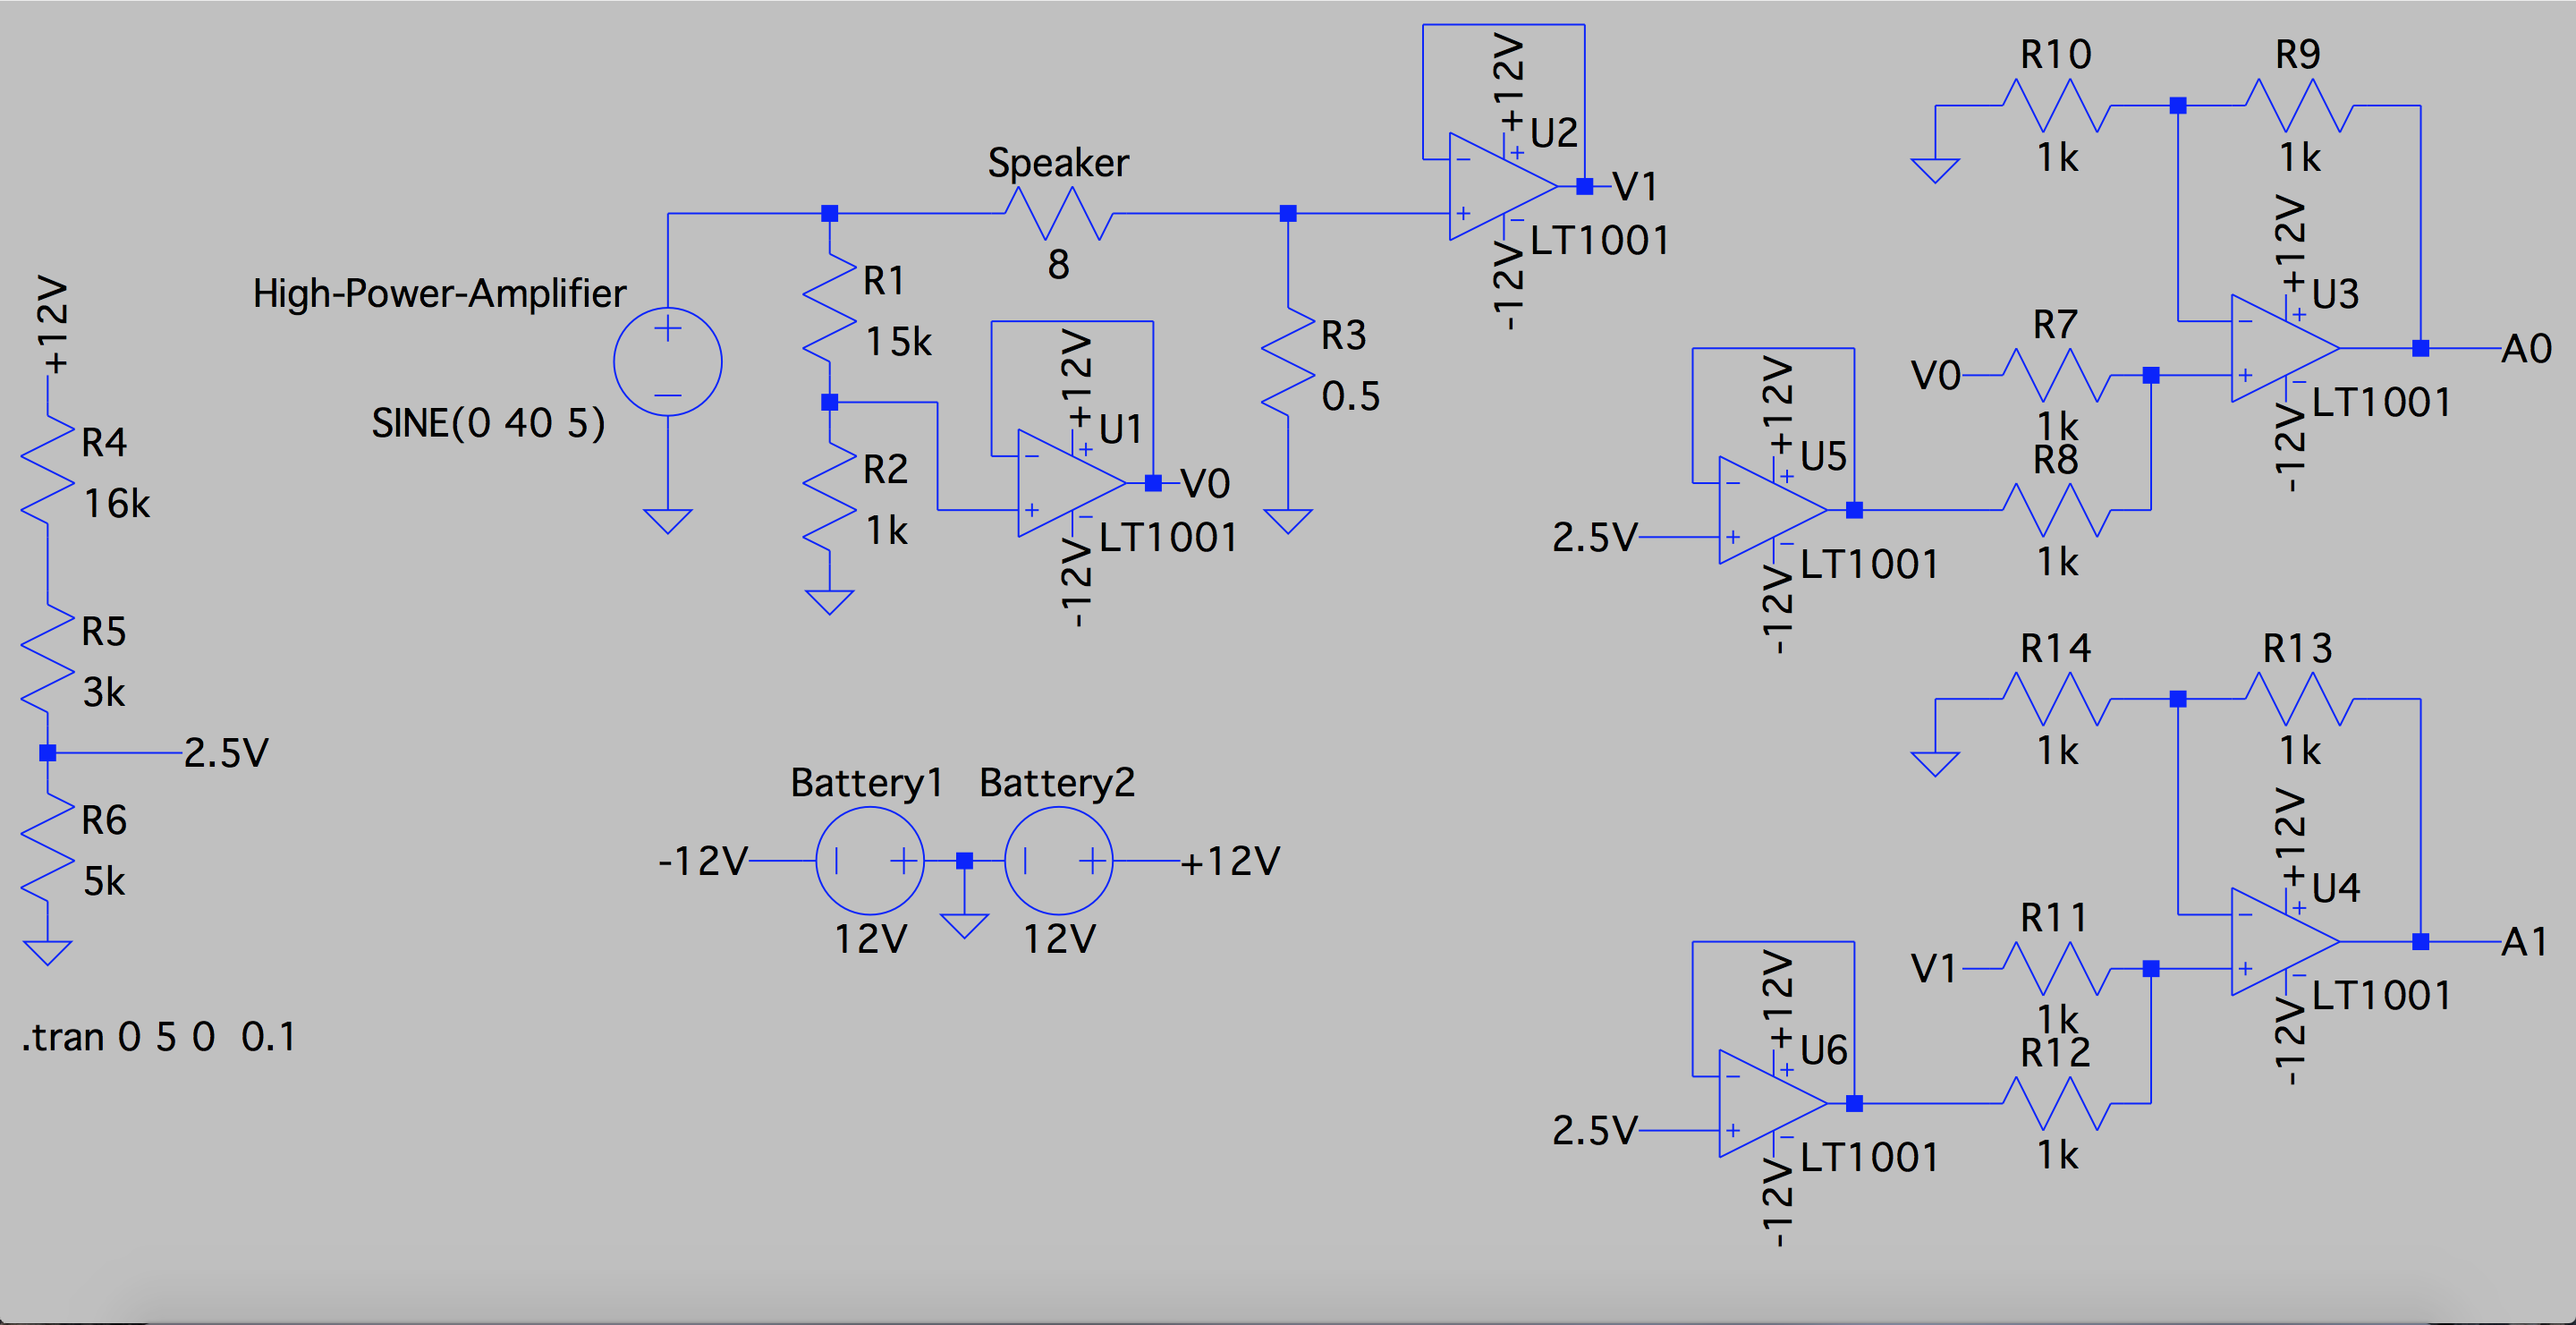 +12V
R4
16k
R5
3k
2.5V
R6
5k
.tran 0 5 0  0.1
High-Power-Amplifier
SINE(0 40 5)
Speaker
8
R1
15k
R2
1k
+12V
U1
V0
LT1001
-12V
R3
0.5
+12V
U2
V1
LT1001
-12V
Battery1
Battery2
-12V
+12V
12V
12V
R10
1k
R9
1k
+12V
U3
A0
LT1001
-12V
R7
V0
1k
R8
1k
+12V
U5
2.5V
LT1001
-12V
R14
1k
R13
1k
+12V
U4
A1
LT1001
-12V
R11
V1
1k
R12
1k
+12V
U6
2.5V
LT1001
-12V